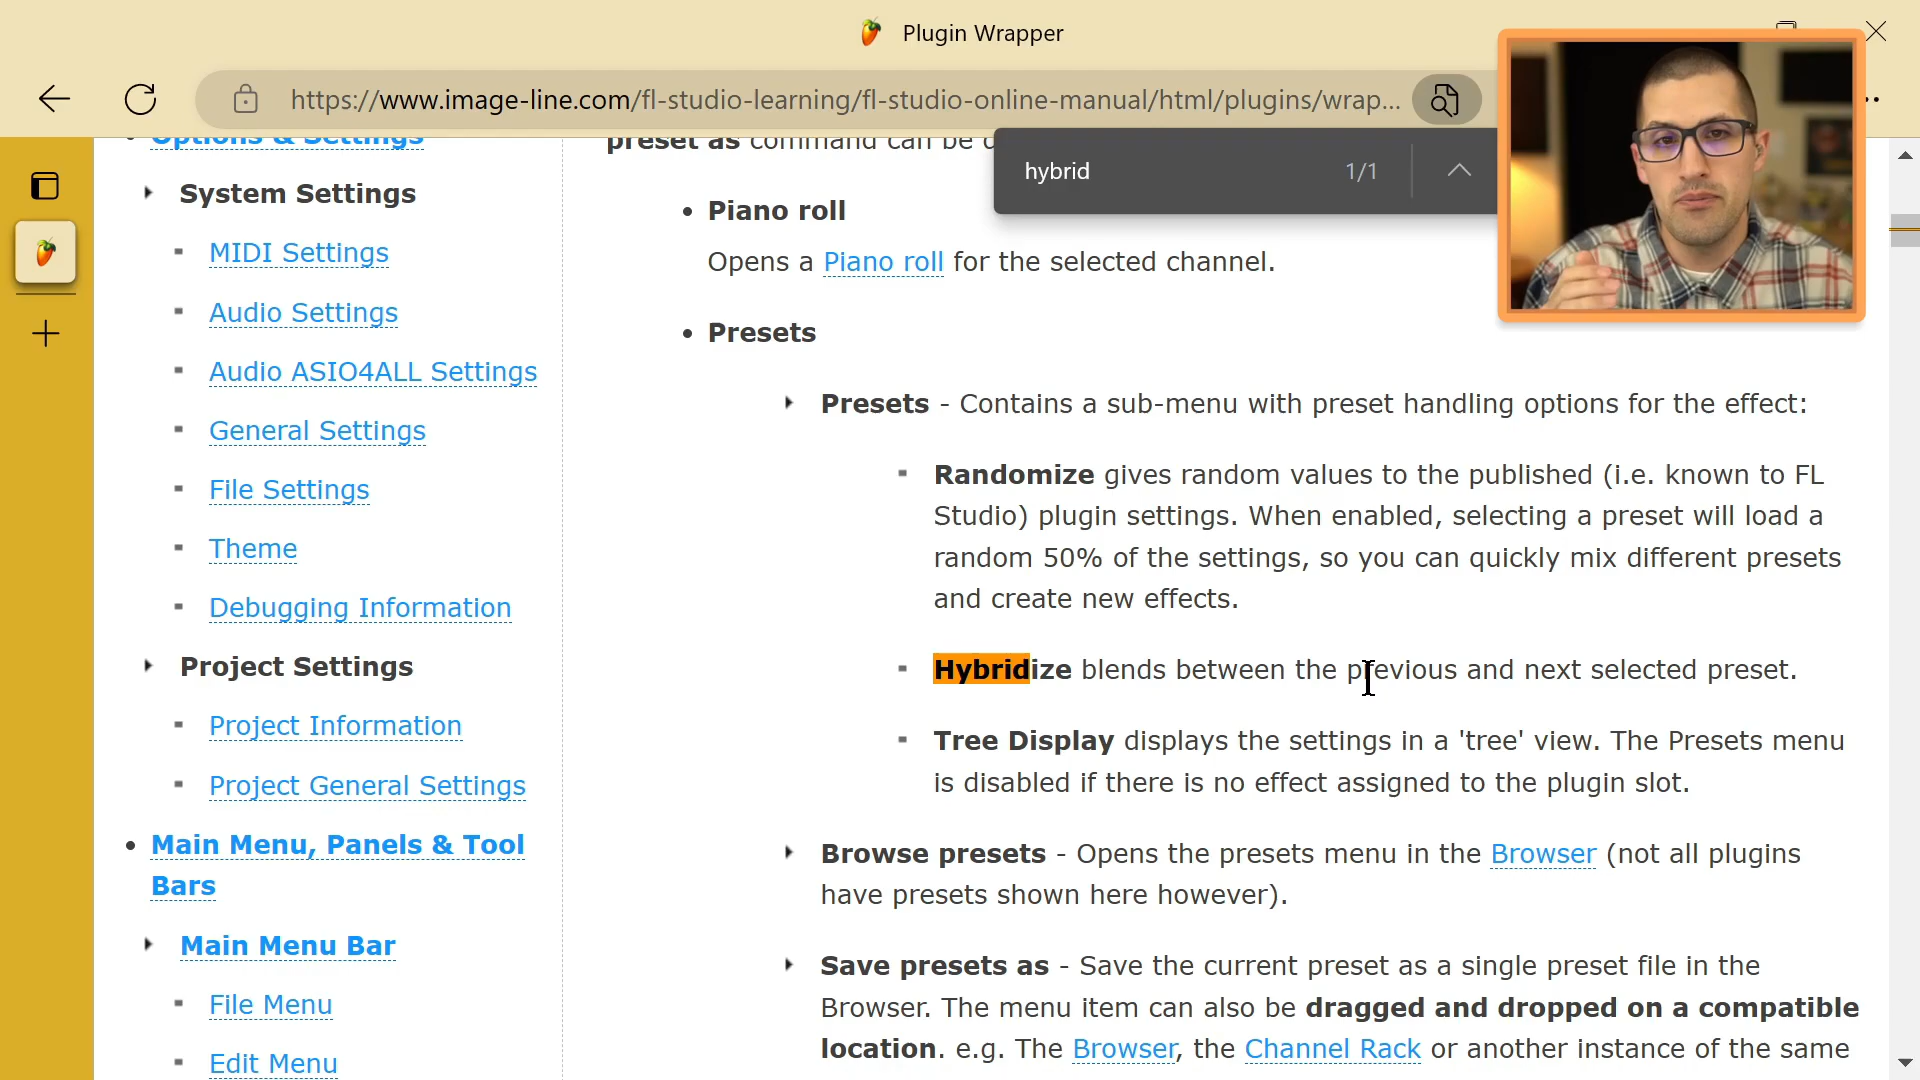 Plugin Wrapper
https://www.image-line.com/fl-studio-learning/fl-studio-online-manual/html/plugins/wrap...
hybrid
1/1
Options & Settings
System Settings
MIDI Settings
Audio Settings
Audio ASIO4ALL Settings
General Settings
File Settings
Theme
Debugging Information
Project Settings
Project Information
Project General Settings
Main Menu, Panels & Tool
Bars
Main Menu Bar
File Menu
Edit Menu
preset as command can be
Piano roll
Opens a Piano roll for the selected channel.
Presets
Presets - Contains a sub-menu with preset handling options for the effect:
Randomize gives random values to the published (i.e. known to FL
Studio) plugin settings. When enabled, selecting a preset will load a
random 50% of the settings, so you can quickly mix different presets
and create new effects.
Hybridize blends between the previous and next selected preset.
Tree Display displays the settings in a 'tree' view. The Presets menu
is disabled if there is no effect assigned to the plugin slot.
Browse presets - Opens the presets menu in the Browser (not all plugins
have presets shown here however).
Save presets as - Save the current preset as a single preset file in the
Browser. The menu item can also be dragged and dropped on a compatible
location. e.g. The Browser, the Channel Rack or another instance of the same